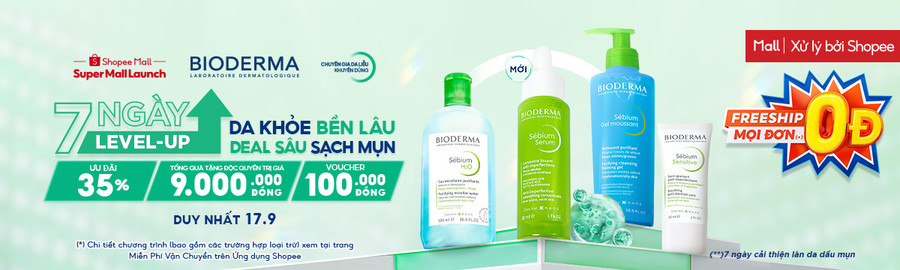 Shopee Mall
Super Mall Launch
BIODERMA
LABORATOIRE DERMATOLOGIQUE
CHUYÊN GIA DA LIỄU
KHUYÊN DÙNG
7 NGÀY
LEVEL-UP
DA KHỎE BỀN LÂU
DEAL SÂU SẠCH MỤN
ƯU ĐÃI
35%
TỔNG QUÀ TẶNG ĐỘC QUYỀN TRỊ GIÁ
9.000.000 ĐỒNG
VOUCHER
100.000 ĐỒNG
DUY NHẤT 17.9
(*) Chi tiết chương trình (bao gồm các trường hợp loại trừ) xem tại trang
Miễn Phí Vận Chuyển trên Ứng dụng Shopee
MỚI
BIODERMA
Sébium
H2O
BIODERMA
Sébium
Serum
BIODERMA
Sébium
Gel moussant
BIODERMA
Sébium
Sensitive
Mall | Xử lý bởi Shopee
FREESHIP
MỌI ĐƠN(*)
0Đ
(**)7 ngày cải thiện làn da dầu mụn